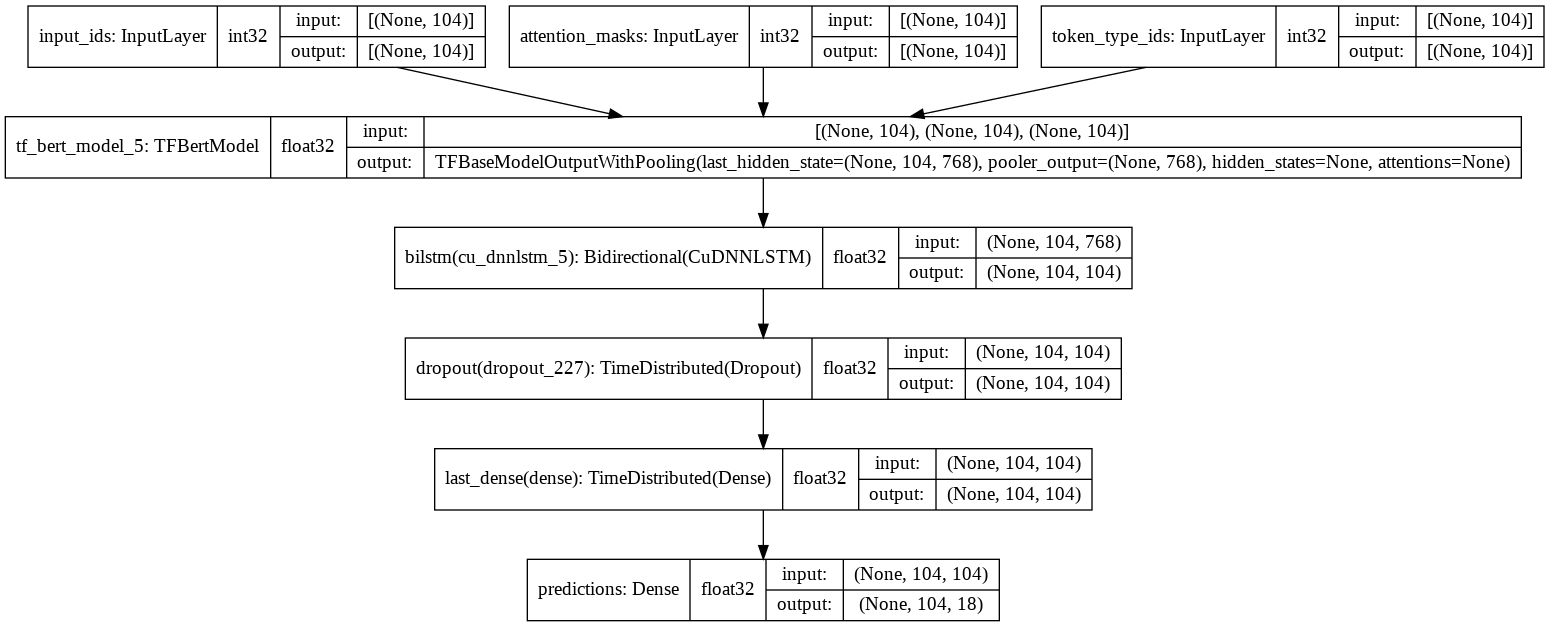 input_ids: InputLayer int32 input: [(None, 104)] output: [(None, 104)]
attention_masks: InputLayer int32 input: [(None, 104)] output: [(None, 104)]
token_type_ids: InputLayer int32 input: [(None, 104)] output: [(None, 104)]
tf_bert_model_5: TFBertModel float32 input: [(None, 104), (None, 104), (None, 104)]
output: TFBaseModelOutputWithPooling(last_hidden_state=(None, 104, 768), pooler_output=(None, 768), hidden_states=None, attentions=None)
bilstm(cu_dnnlstm_5): Bidirectional(CuDNNLSTM) float32 input: (None, 104, 768)
output: (None, 104, 104)
dropout(dropout_227): TimeDistributed(Dropout) float32 input: (None, 104, 104)
output: (None, 104, 104)
last_dense(dense): TimeDistributed(Dense) float32 input: (None, 104, 104)
output: (None, 104, 104)
predictions: Dense float32 input: (None, 104, 104)
output: (None, 104, 18)